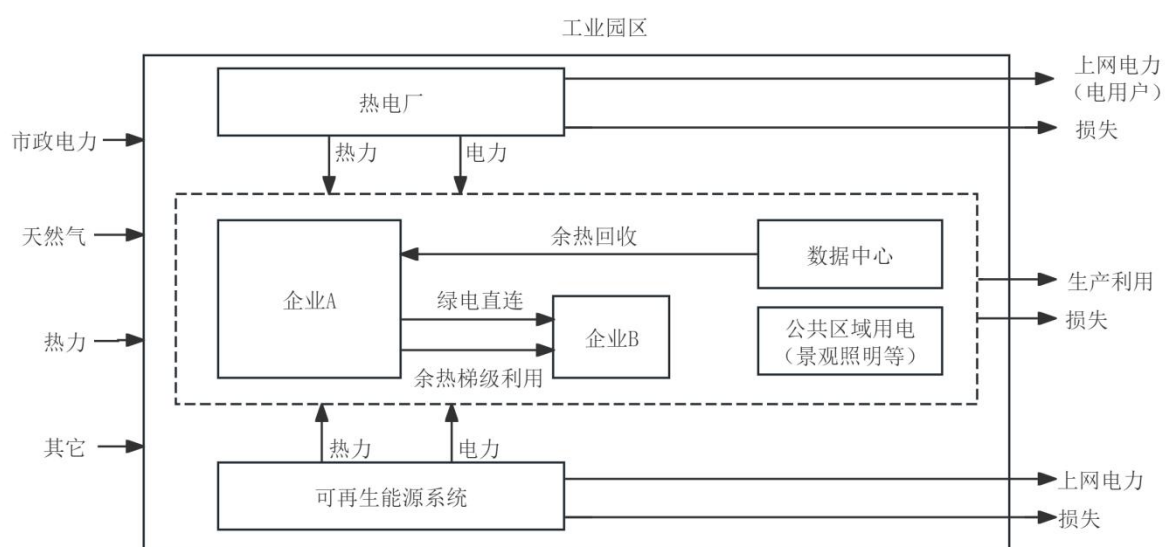 工业园区
热电厂
上网电力
（电用户）
损失
市政电力
热力
电力
天然气
企业A
余热回收
数据中心
绿电直连
企业B
余热梯级利用
公共区域用电
（景观照明等）
生产利用
损失
热力
其它
热力
电力
可再生能源系统
上网电力
损失